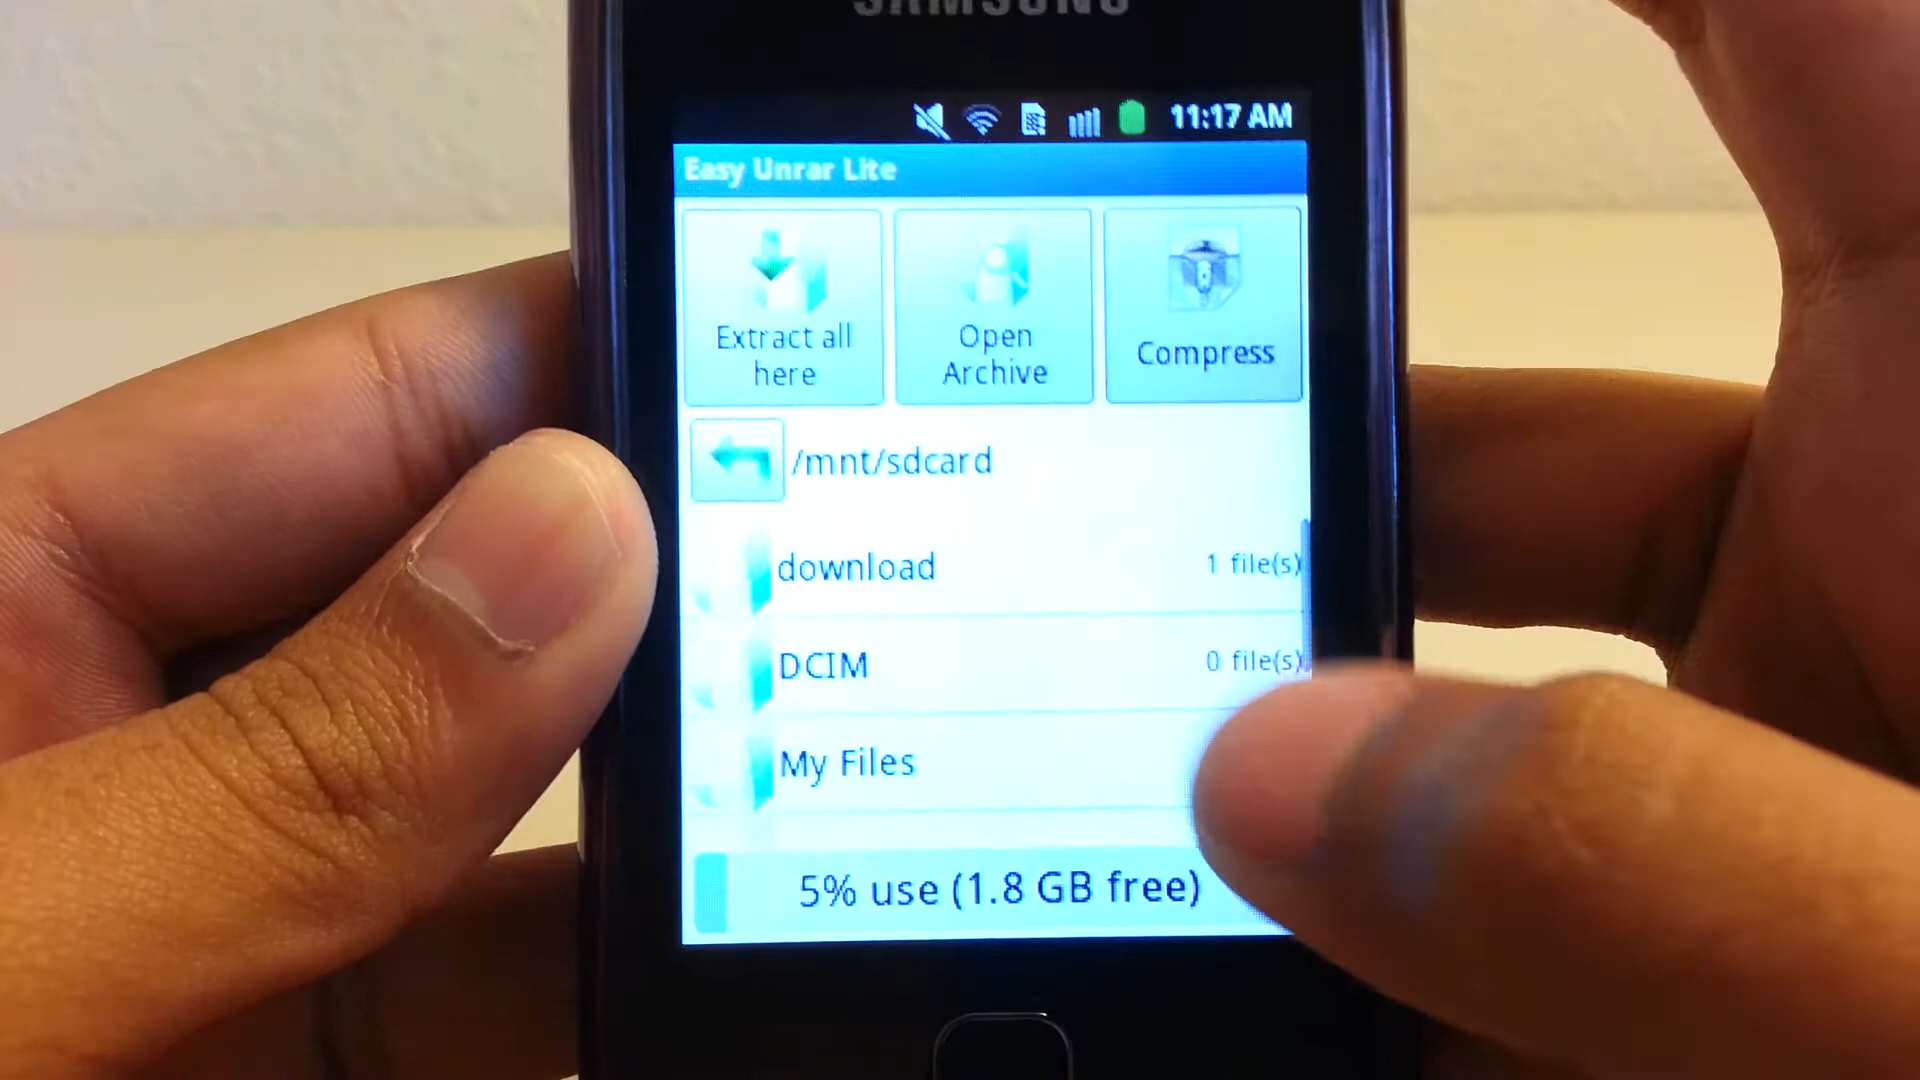 SAMSUNG
11:17 AM
Easy Unrar Lite
Extract all
here
Open
Archive
Compress
/mnt/sdcard
download 1 file(s)
DCIM 0 file(s)
My Files
5% use (1.8 GB free)